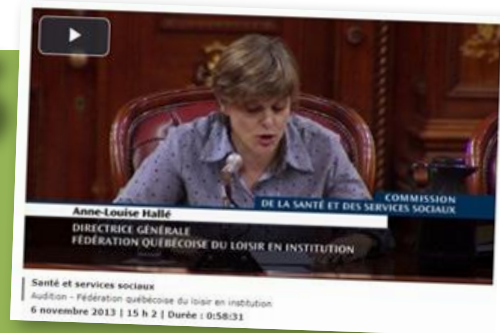 COMMISSION
DE LA SANTÉ ET DES SERVICES SOCIAUX
Anne-Louise Hallé
DIRECTRICE GÉNÉRALE
FÉDÉRATION QUÉBÉCOISE DU LOISIR EN INSTITUTION
Santé et services sociaux
Audition - Fédération québécoise du loisir en institution
6 novembre 2013 | 15 h 2 | Durée : 0:58:31